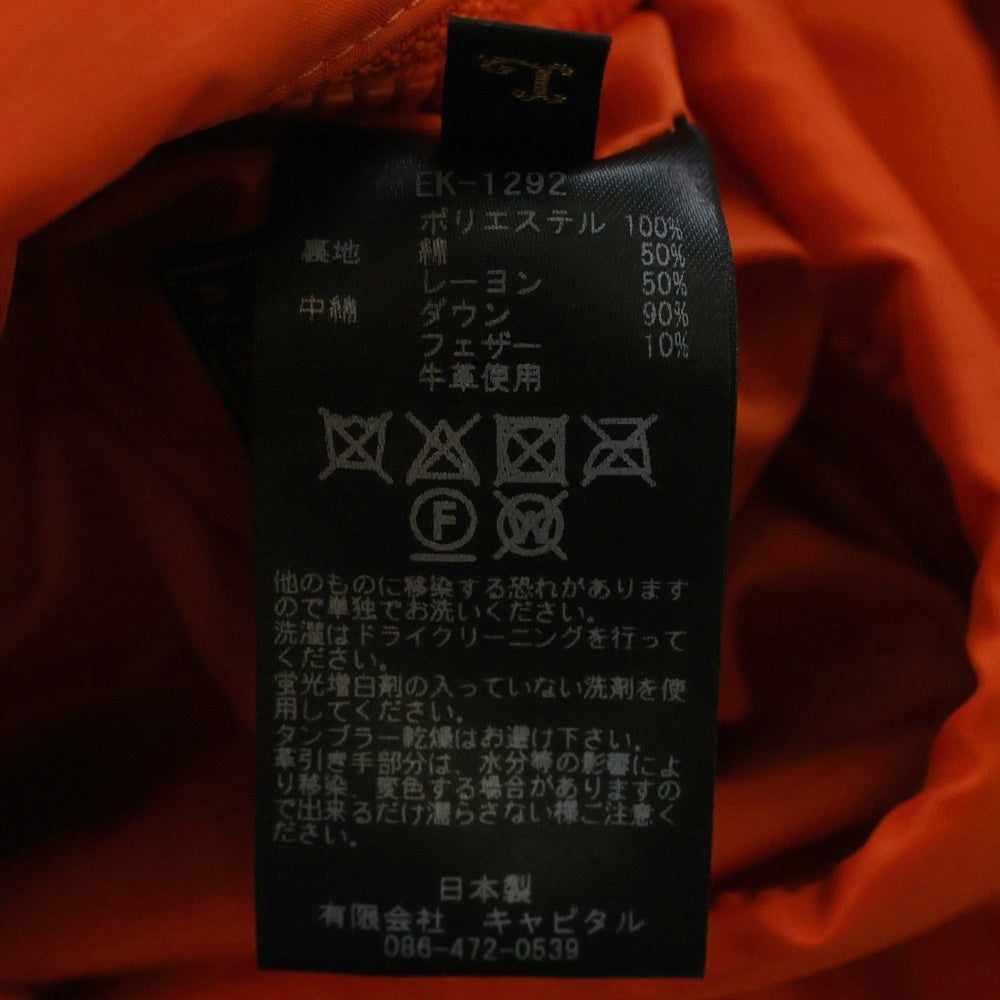 EK-1292
ポリエステル 100%
裏地 綿 50%
レーヨン 50%
中綿 ダウン 90%
フェザー 10%
牛革使用
F W
他のものに移染する恐れがあります
ので単独でお洗いください。
洗濯はドライクリーニングを行って
ください。
蛍光増白剤の入っていない洗剤を使
用してください。
タンブラー乾燥はお避け下さい。
革引き手部分は、水分等の影響によ
り移染、変色する場合がありますの
で出来るだけ濡らさない様ご注意く
ださい。
日本製
有限会社 キャピタル
086-472-0539